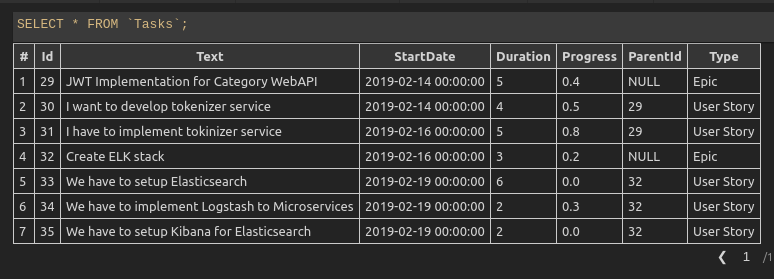 SELECT * FROM `Tasks`;
# Id Text StartDate Duration Progress ParentId Type
1 29 JWT Implementation for Category WebAPI 2019-02-14 00:00:00 5 0.4 NULL Epic
2 30 I want to develop tokenizer service 2019-02-14 00:00:00 4 0.5 29 User Story
3 31 I have to implement tokinizer service 2019-02-16 00:00:00 5 0.8 29 User Story
4 32 Create ELK stack 2019-02-16 00:00:00 3 0.2 NULL Epic
5 33 We have to setup Elasticsearch 2019-02-19 00:00:00 6 0.0 32 User Story
6 34 We have to implement Logstash to Microservices 2019-02-19 00:00:00 2 0.3 32 User Story
7 35 We have to setup Kibana for Elasticsearch 2019-02-19 00:00:00 2 0.0 32 User Story
❮ 1 /1